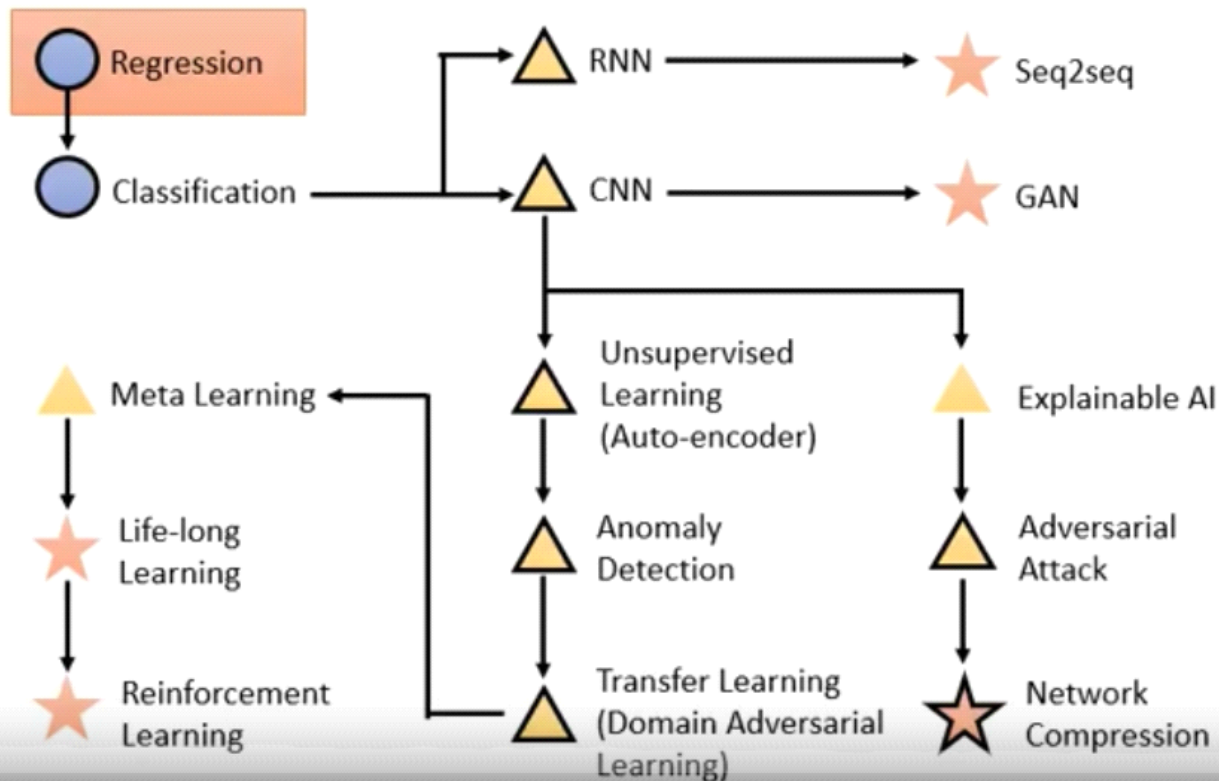 Regression
RNN
Seq2seq
Classification
CNN
GAN
Meta Learning
Unsupervised
Learning
(Auto-encoder)
Explainable AI
Life-long
Learning
Anomaly
Detection
Adversarial
Attack
Reinforcement
Learning
Transfer Learning
(Domain Adversarial
Learning)
Network
Compression